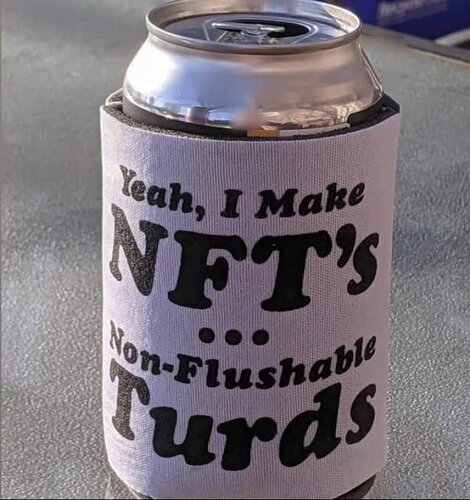 Yeah, I Make
NFT's
...
Non-Flushable
Turds